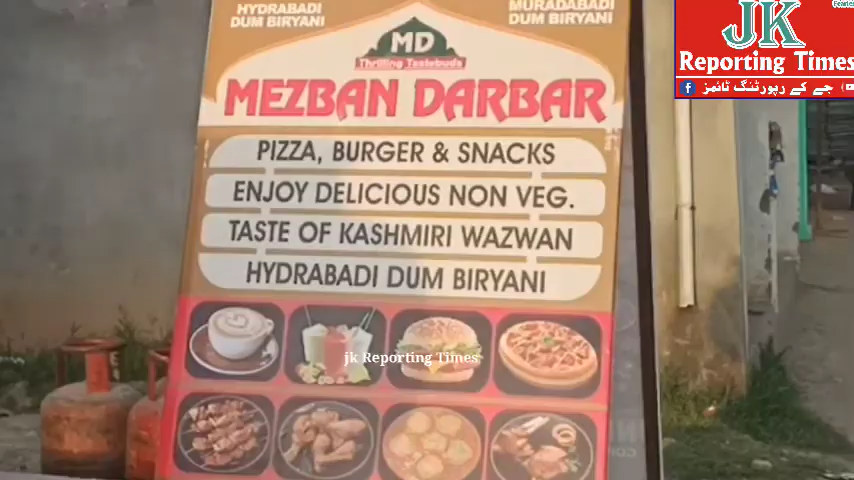 HYDRABADI
DUM BIRYANI
MURADABADI
DUM BIRYANI
MD
Thrilling Tastebuds
MEZBAN DARBAR
PIZZA, BURGER & SNACKS
ENJOY DELICIOUS NON VEG.
TASTE OF KASHMIRI WAZWAN
HYDRABADI DUM BIRYANI
jk Reporting Times
JK
Reporting Times
جے کے رپورٹنگ ٹائمز